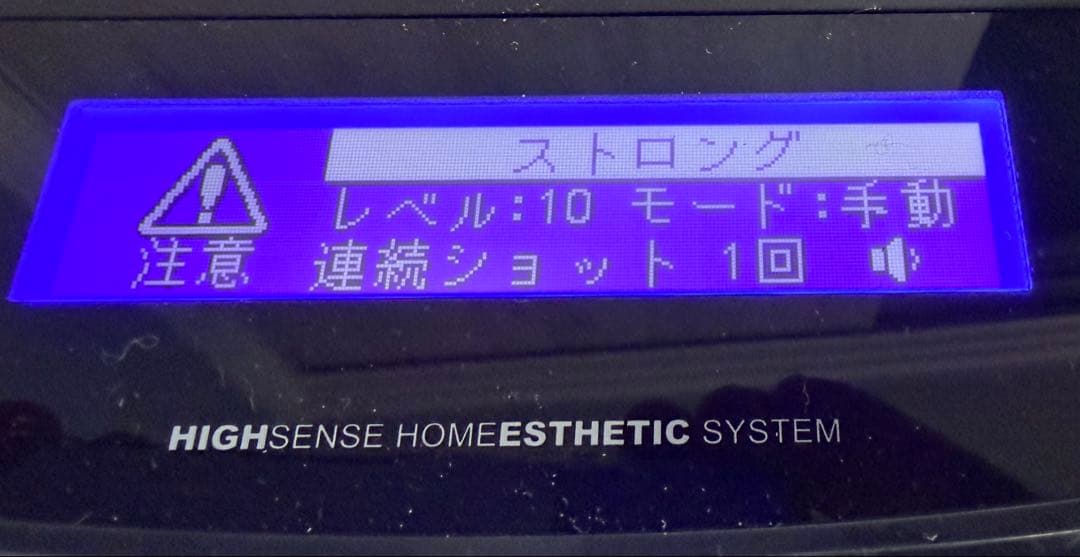 ストロング
レベル:10 モード:手動
注意 連続ショット 1回
HIGHSENSE HOMEESTHETIC SYSTEM